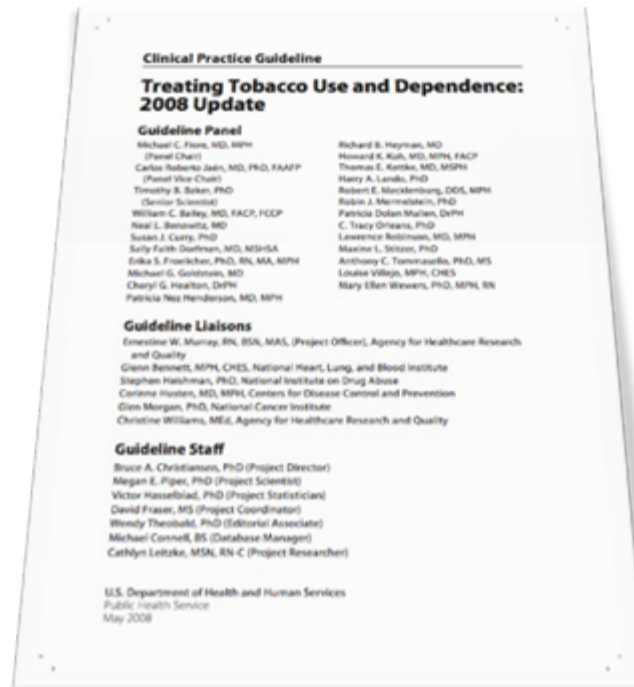 Clinical Practice Guideline
Treating Tobacco Use and Dependence:
2008 Update
Guideline Panel
Michael C. Fiore, MD, MPH
(Panel Chair)
Carlos Roberto Jaén, MD, PhD, FAAFP
(Panel Vice Chair)
Timothy B. Baker, PhD
(Senior Scientist)
William C. Bailey, MD, FACP, FCCP
Neal L. Benowitz, MD
Susan J. Curry, PhD
Sally Faith Dorfman, MD, MSHSA
Erika S. Froelicher, PhD, RN, MA, MPH
Michael G. Goldstein, MD
Cheryl G. Healton, DrPH
Patricia Nez Henderson, MD, MPH
Richard B. Heyman, MD
Howard K. Koh, MD, MPH, FACP
Thomas E. Kottke, MD, MSPH
Harry A. Lando, PhD
Robert E. Mecklenburg, DDS, MPH
Robin J. Mermelstein, PhD
Patricia Dolan Mullen, DrPH
C. Tracy Orleans, PhD
Lawrence Robinson, MD, MPH
Maxine L. Stitzer, PhD
Anthony C. Tommasello, PhD, MS
Louise Villejo, MPH, CHES
Mary Ellen Wewers, PhD, MPH, RN
Guideline Liaisons
Ernestine W. Murray, RN, BSN, MAS, (Project Officer), Agency for Healthcare Research
and Quality
Glenn Bennett, MPH, CHES, National Heart, Lung, and Blood Institute
Stephen Heishman, PhD, National Institute on Drug Abuse
Corinne Husten, MD, MPH, Centers for Disease Control and Prevention
Glen Morgan, PhD, National Cancer Institute
Christine Williams, MEd, Agency for Healthcare Research and Quality
Guideline Staff
Bruce A. Christiansen, PhD (Project Director)
Megan E. Piper, PhD (Project Scientist)
Victor Hasselblad, PhD (Project Statistician)
David Fraser, MS (Project Coordinator)
Wendy Theobald, PhD (Editorial Associate)
Michael Connell, BS (Database Manager)
Cathlyn Leitzke, MSN, RN-C (Project Researcher)
U.S. Department of Health and Human Services
Public Health Service
May 2008